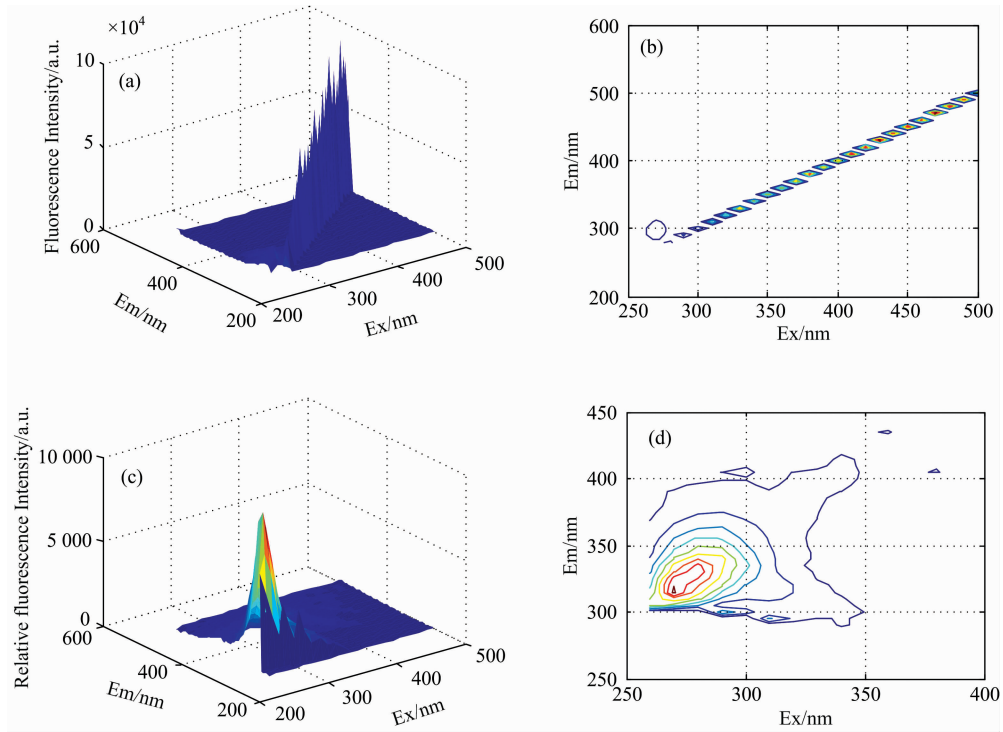 ×10⁴
10
5
0
Fluorescence Intensity/a.u.
(a)
600
400
200
Em/nm
200
300
400
500
Ex/nm
600
500
400
300
200
Em/nm
(b)
250
300
350
400
450
500
Ex/nm
10 000
5 000
0
Relative fluorescence Intensity/a.u.
(c)
600
400
200
Em/nm
200
300
400
500
Ex/nm
450
400
350
300
250
Em/nm
(d)
250
300
350
400
Ex/nm